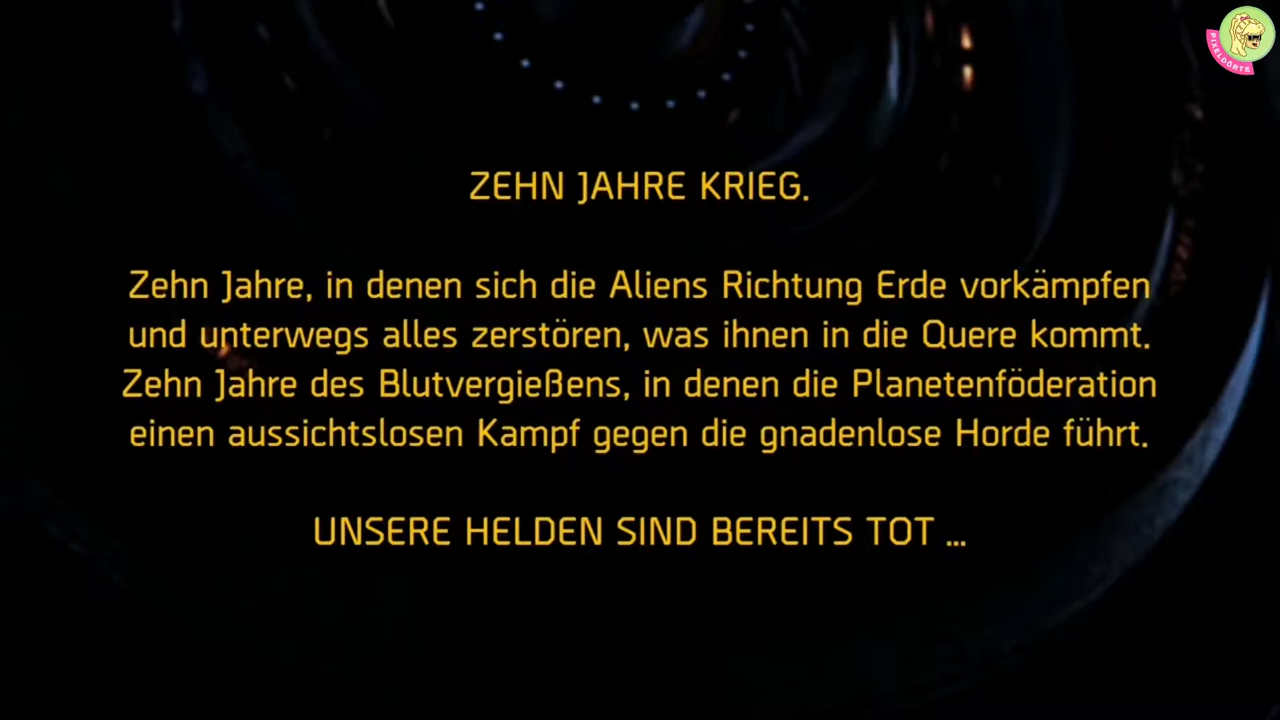 PIXELDÖRTE
ZEHN JAHRE KRIEG.
Zehn Jahre, in denen sich die Aliens Richtung Erde vorkämpfen
und unterwegs alles zerstören, was ihnen in die Quere kommt.
Zehn Jahre des Blutvergießens, in denen die Planetenföderation
einen aussichtslosen Kampf gegen die gnadenlose Horde führt.
UNSERE HELDEN SIND BEREITS TOT ...